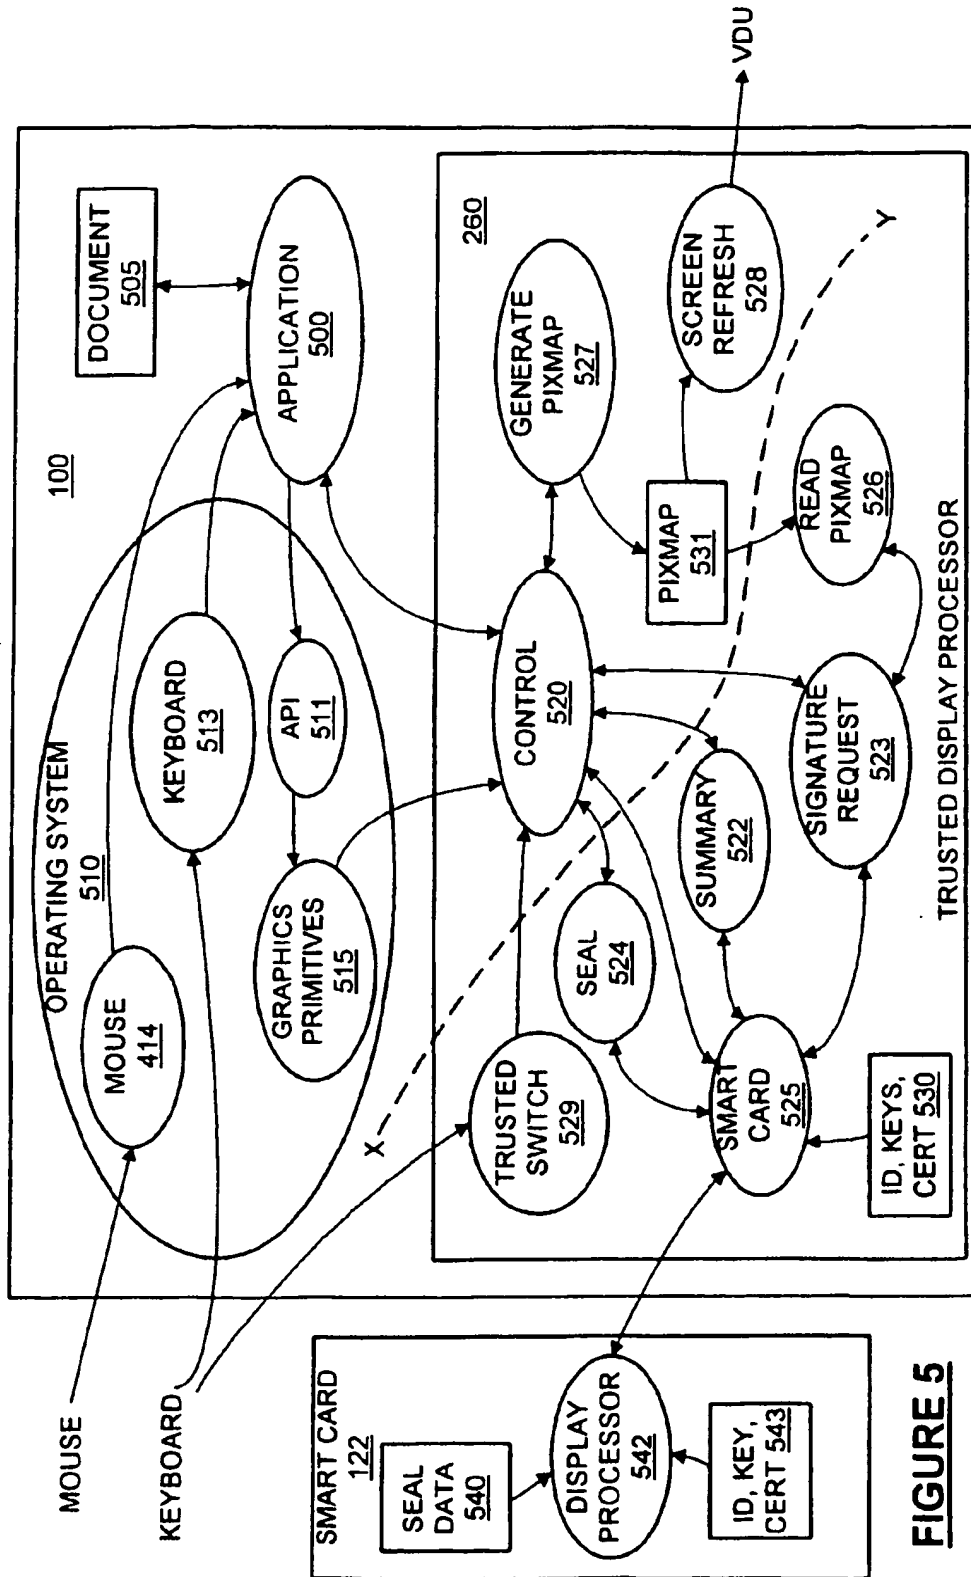 MOUSE
KEYBOARD
SMART CARD
122
SEAL
DATA
540
DISPLAY
PROCESSOR
542
ID, KEY,
CERT 543
OPERATING SYSTEM
510
MOUSE
414
KEYBOARD
513
GRAPHICS
PRIMITIVES
515
API
511
100
DOCUMENT
505
APPLICATION
500
X
TRUSTED
SWITCH
529
SEAL
524
CONTROL
520
GENERATE
PIXMAP
527
260
SMART
CARD
525
SUMMARY
522
PIXMAP
531
SCREEN
REFRESH
528
VDU
ID, KEYS,
CERT 530
SIGNATURE
REQUEST
523
READ
PIXMAP
526
Y
TRUSTED DISPLAY PROCESSOR
FIGURE 5